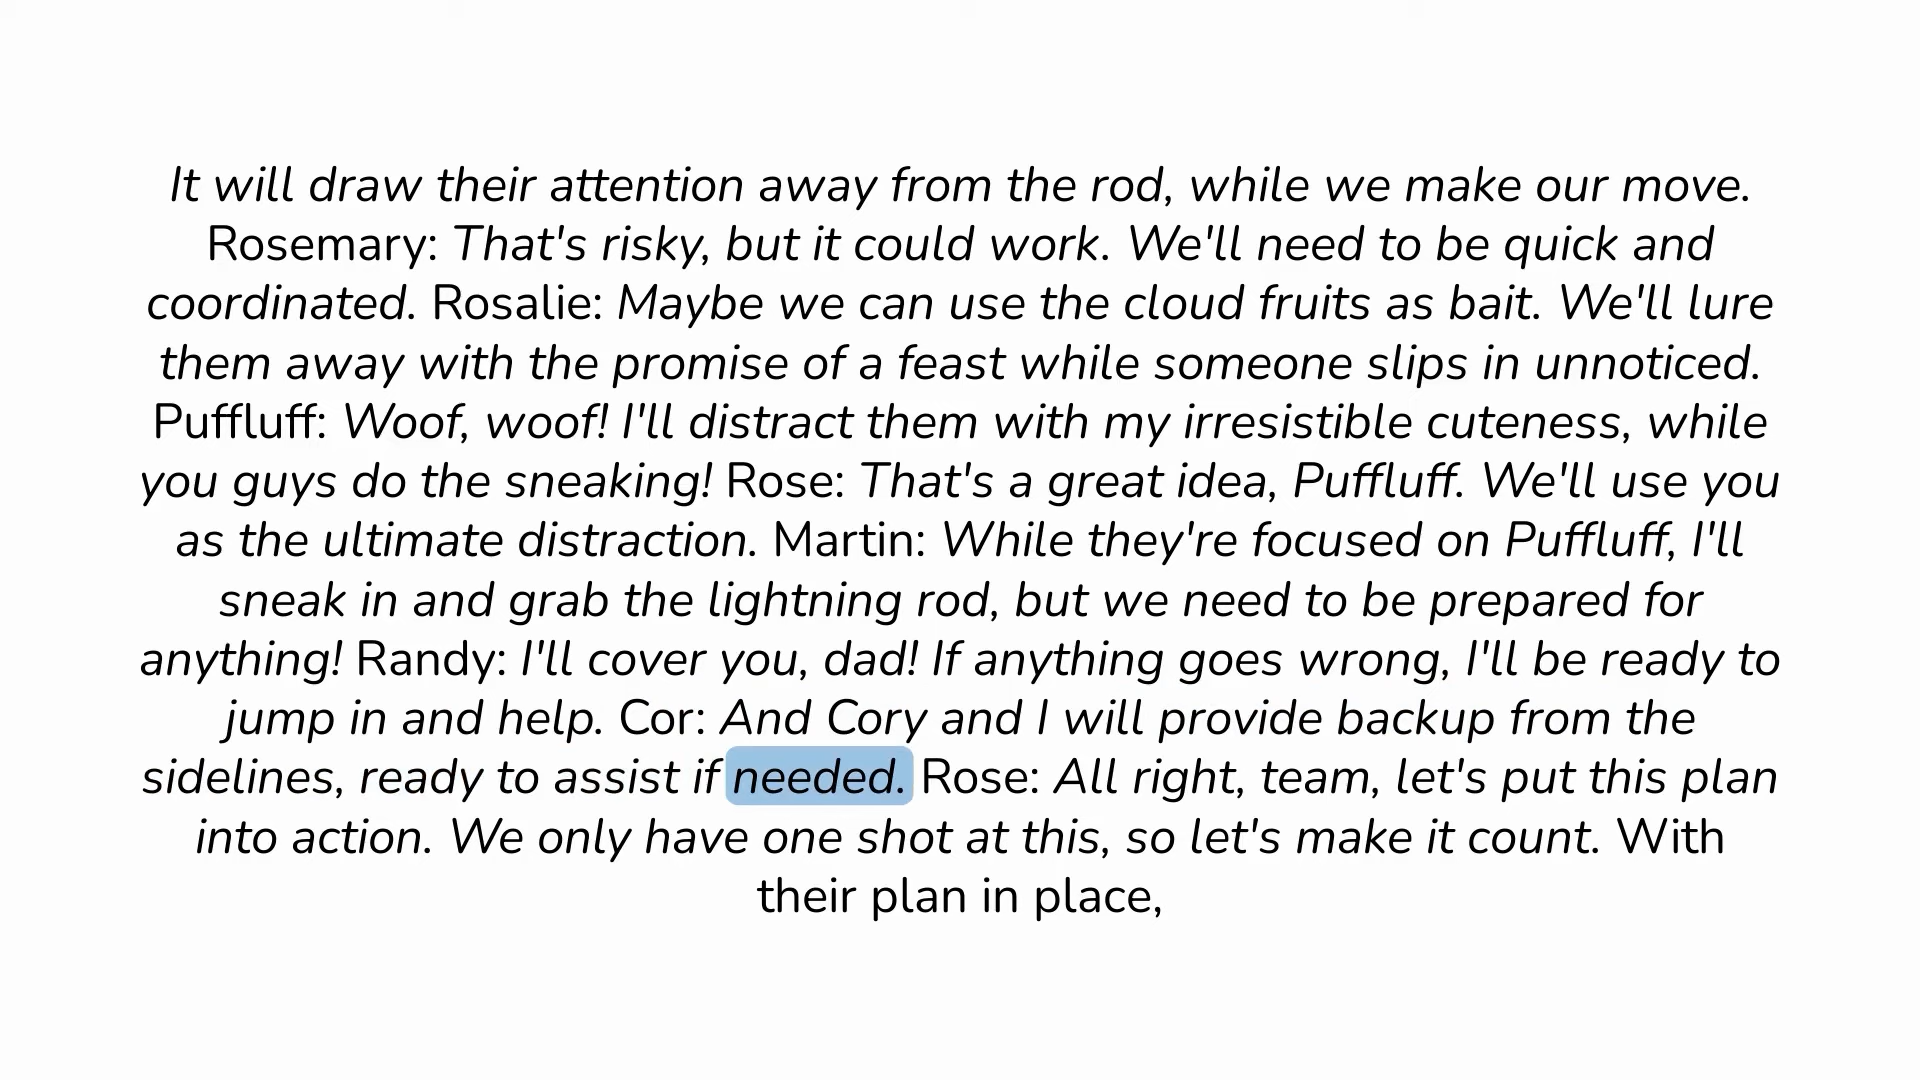 It will draw their attention away from the rod, while we make our move.
Rosemary: That's risky, but it could work. We'll need to be quick and
coordinated. Rosalie: Maybe we can use the cloud fruits as bait. We'll lure
them away with the promise of a feast while someone slips in unnoticed.
Puffluff: Woof, woof! I'll distract them with my irresistible cuteness, while
you guys do the sneaking! Rose: That's a great idea, Puffluff. We'll use you
as the ultimate distraction. Martin: While they're focused on Puffluff, I'll
sneak in and grab the lightning rod, but we need to be prepared for
anything! Randy: I'll cover you, dad! If anything goes wrong, I'll be ready to
jump in and help. Cor: And Cory and I will provide backup from the
sidelines, ready to assist if needed. Rose: All right, team, let's put this plan
into action. We only have one shot at this, so let's make it count. With
their plan in place,